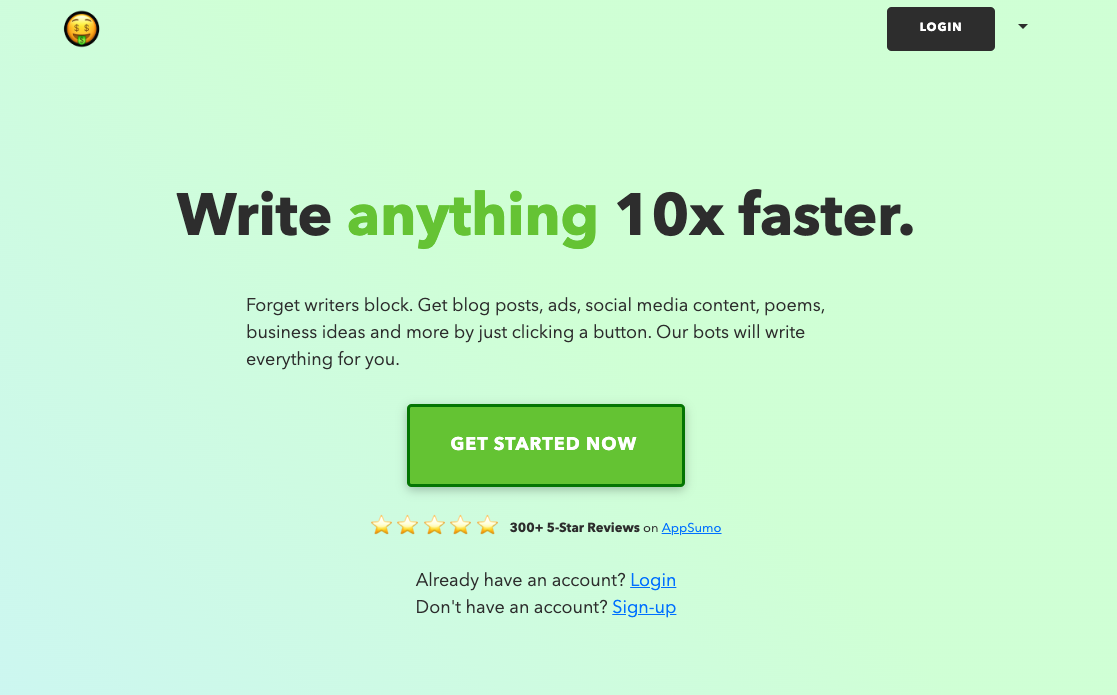 LOGIN
Write anything 10x faster.
Forget writers block. Get blog posts, ads, social media content, poems,
business ideas and more by just clicking a button. Our bots will write
everything for you.
GET STARTED NOW
300+ 5-Star Reviews on AppSumo
Already have an account? Login
Don't have an account? Sign-up